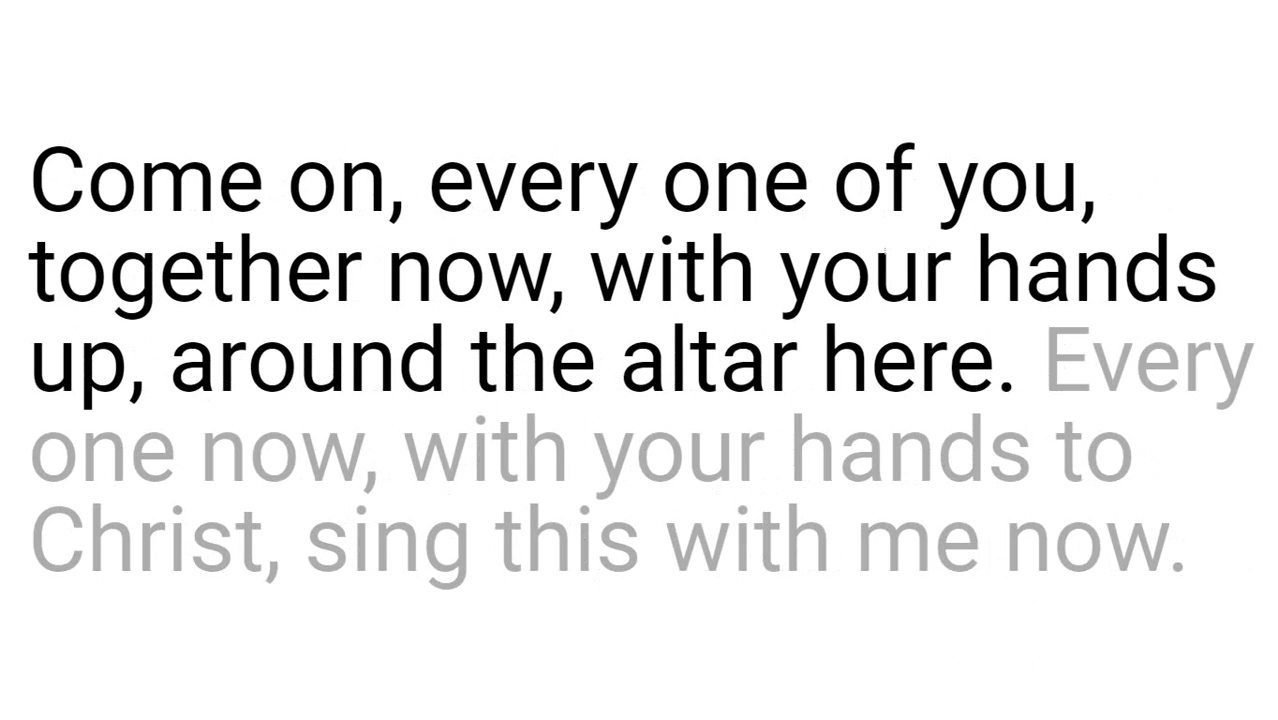 Come on, every one of you,
together now, with your hands
up, around the altar here. Every
one now, with your hands to
Christ, sing this with me now.